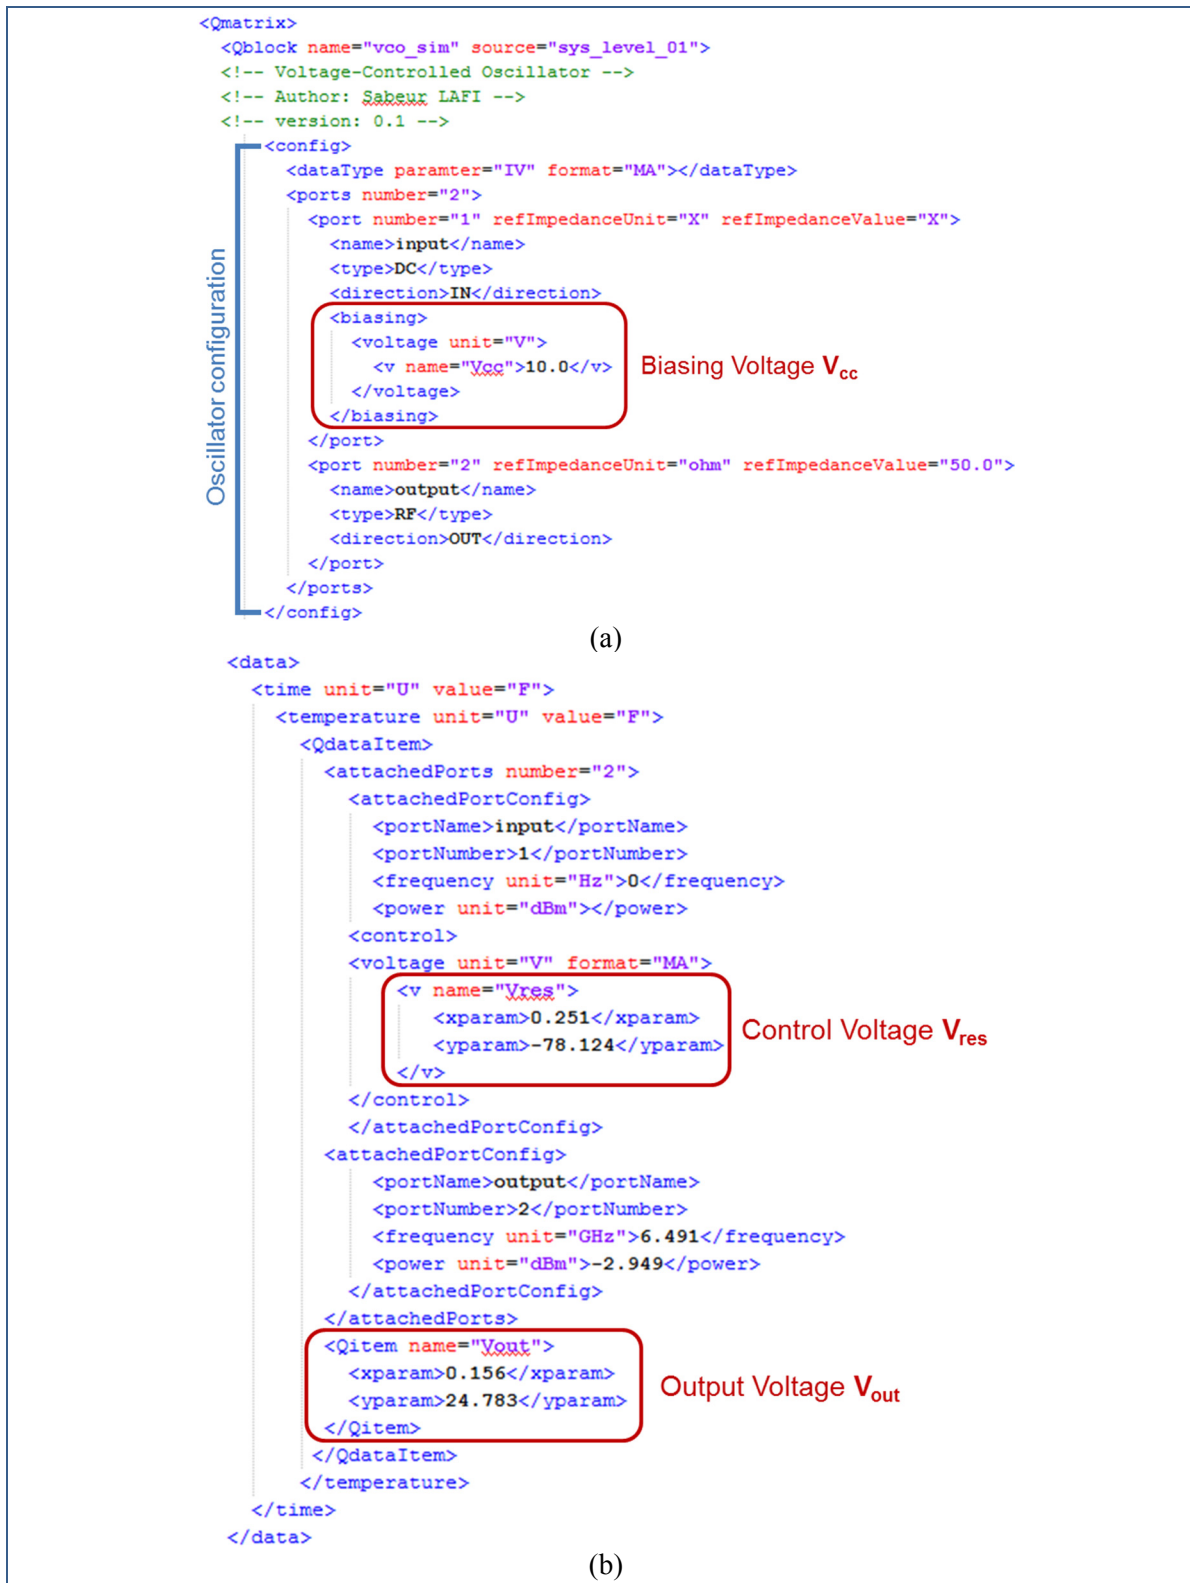 <Qmatrix>
<Qblock name="vco_sim" source="sys_level_01">
<!-- Voltage-Controlled Oscillator -->
<!-- Author: Sabeur LAFI -->
<!-- version: 0.1 -->
<config>
<dataType paramter="IV" format="MA"></dataType>
<ports number="2">
<port number="1" refImpedanceUnit="X" refImpedanceValue="X">
<name>input</name>
<type>DC</type>
<direction>IN</direction>
<biasing>
<voltage unit="V">
<v name="Vcc">10.0</v>
</voltage>
</biasing>
</port>
<port number="2" refImpedanceUnit="ohm" refImpedanceValue="50.0">
<name>output</name>
<type>RF</type>
<direction>OUT</direction>
</port>
</ports>
</config>
Oscillator configuration
Biasing Voltage Vcc
(a)
<data>
<time unit="U" value="F">
<temperature unit="U" value="F">
<QdataItem>
<attachedPorts number="2">
<attachedPortConfig>
<portName>input</portName>
<portNumber>1</portNumber>
<frequency unit="Hz">0</frequency>
<power unit="dBm"></power>
<control>
<voltage unit="V" format="MA">
<v name="Vres">
<xparam>0.251</xparam>
<yparam>-78.124</yparam>
</v>
</control>
</attachedPortConfig>
<attachedPortConfig>
<portName>output</portName>
<portNumber>2</portNumber>
<frequency unit="GHz">6.491</frequency>
<power unit="dBm">-2.949</power>
</attachedPortConfig>
</attachedPorts>
<Qitem name="Vout">
<xparam>0.156</xparam>
<yparam>24.783</yparam>
</Qitem>
</QdataItem>
</temperature>
</time>
</data>
Control Voltage Vres
Output Voltage Vout
(b)